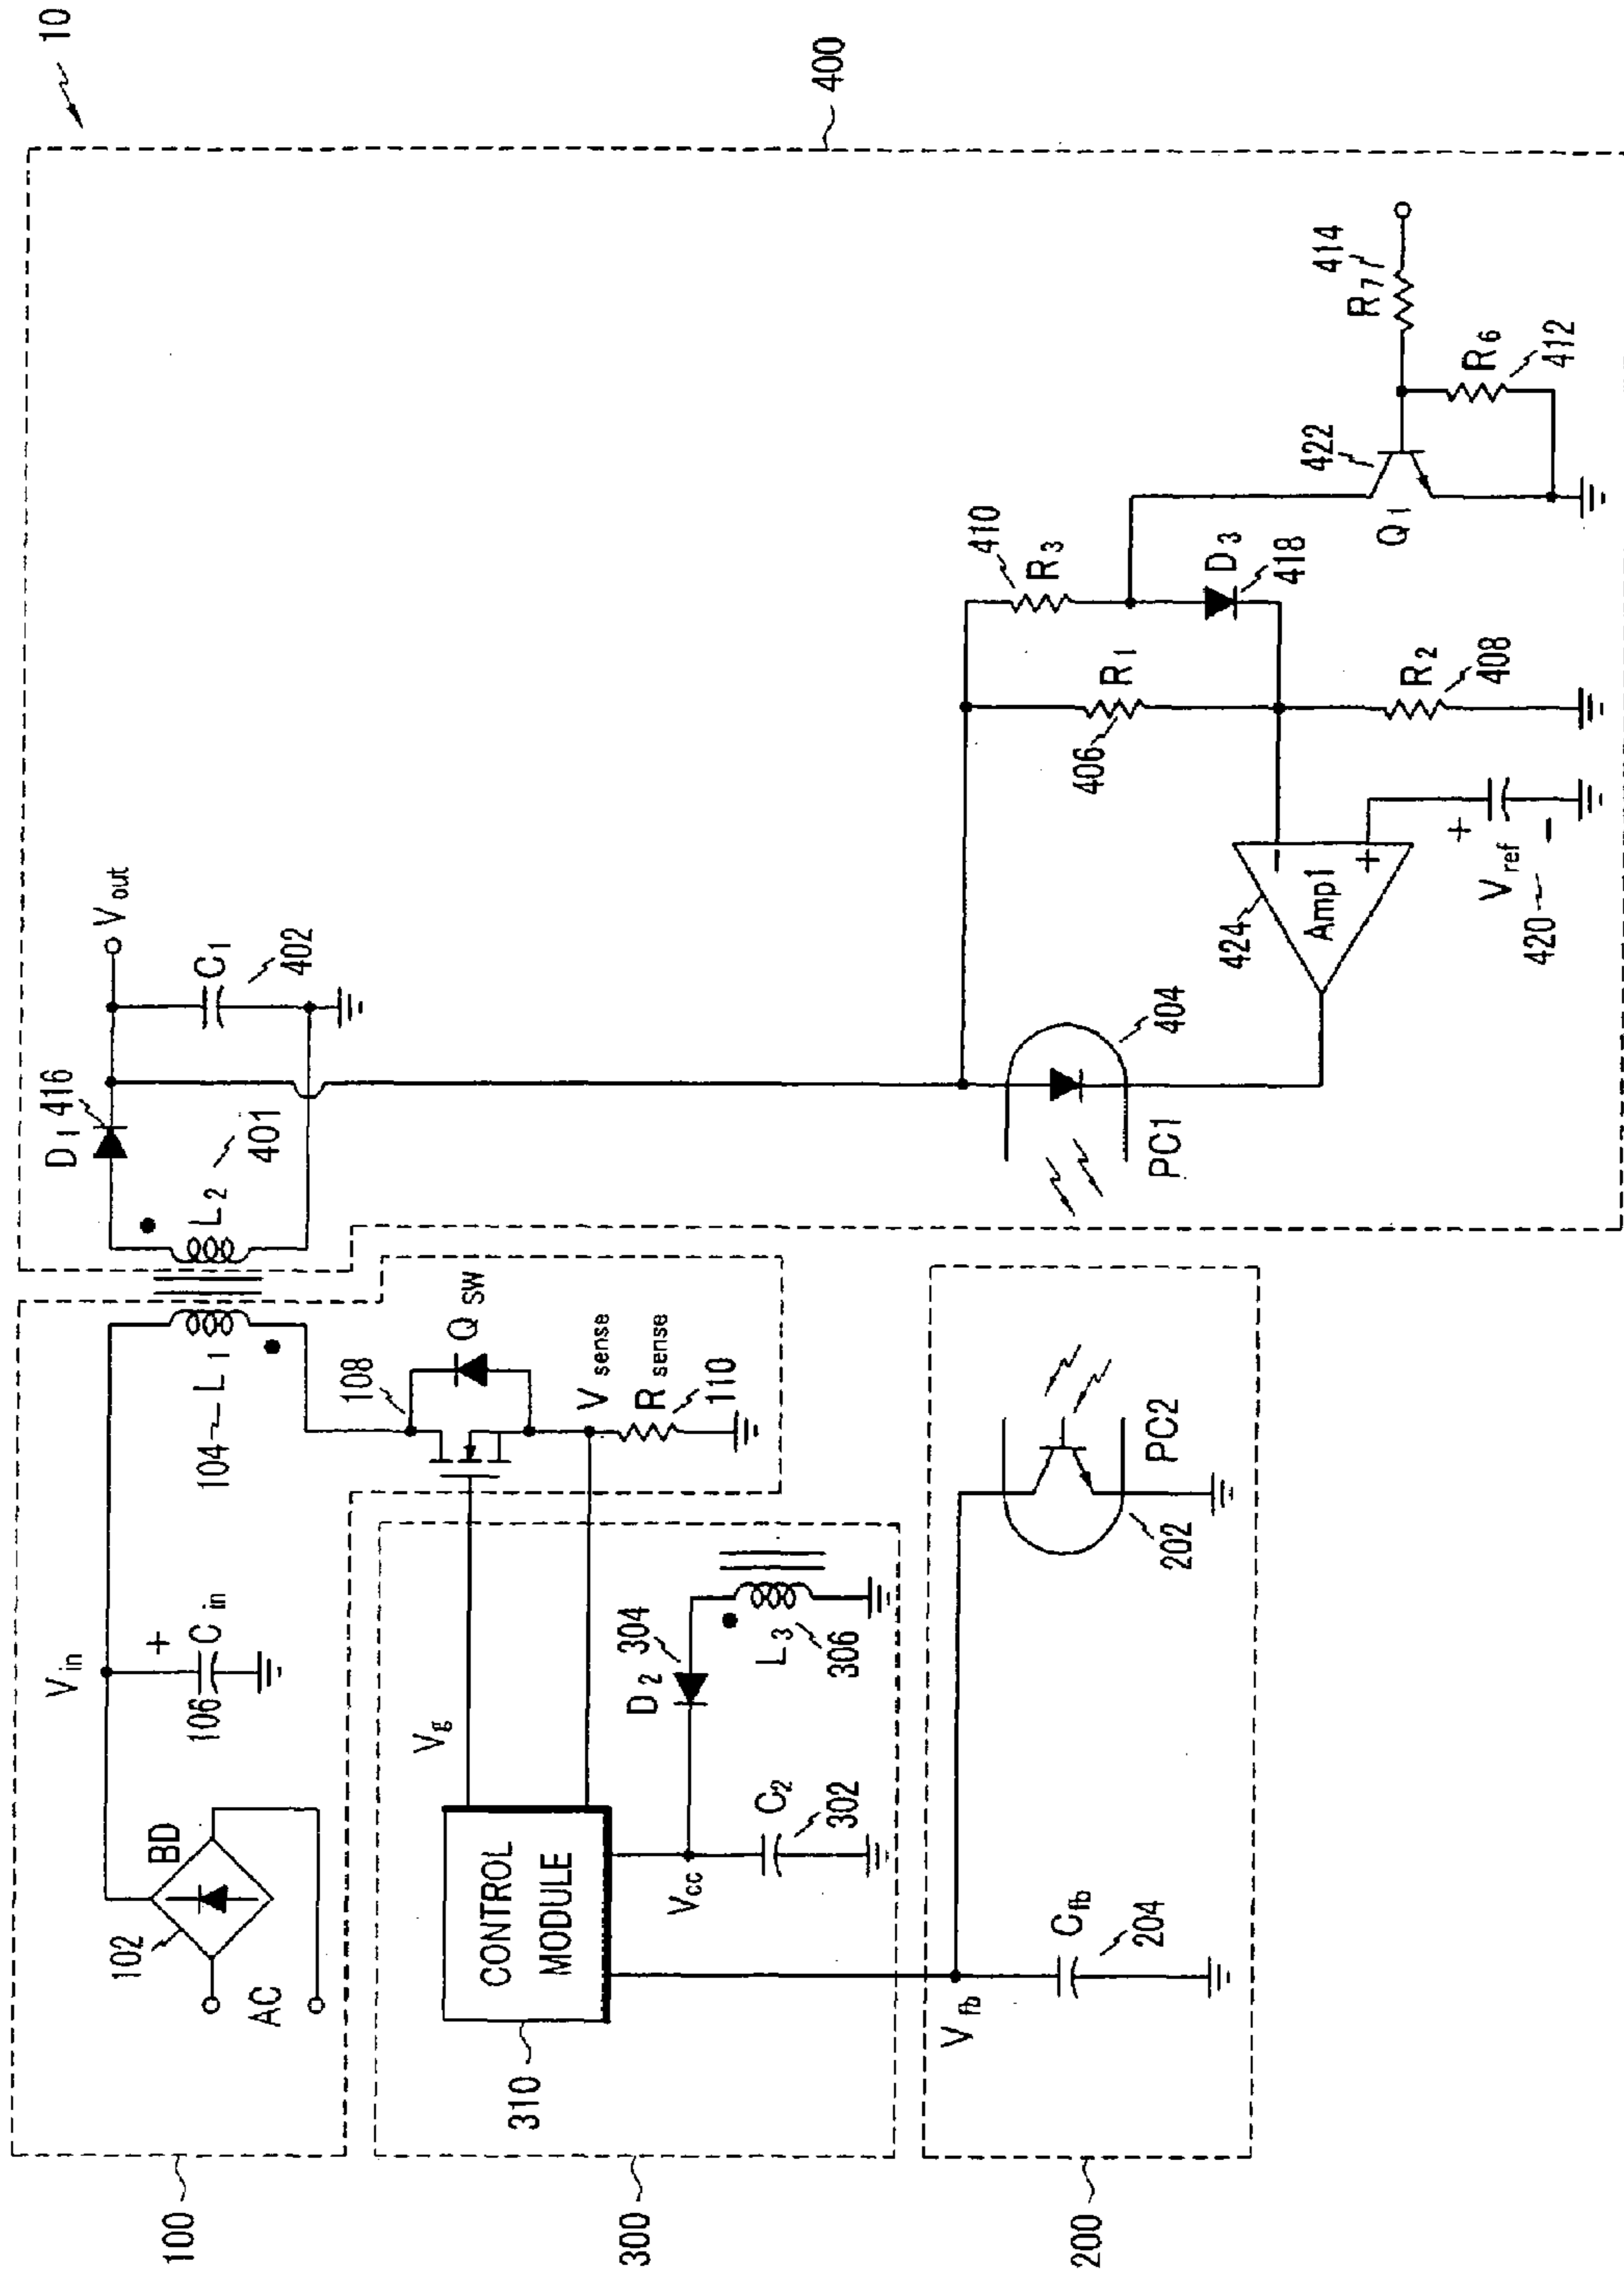 10
400
V out
D1 416
C1
402
L2
401
104 L1
Vin
106
Cin
+
BD
102
AC
100
108
Q SW
V sense
R sense
110
Vg
CONTROL
MODULE
310
D2
304
L3
306
Vcc
C2
302
300
Vfb
Cfb
204
202
PC2
200
404
PC1
410
R3
R1
406
D3
418
R2
408
424
Amp1
-
+
+
Vref
420
-
422
Q1
R7
414
R6
412